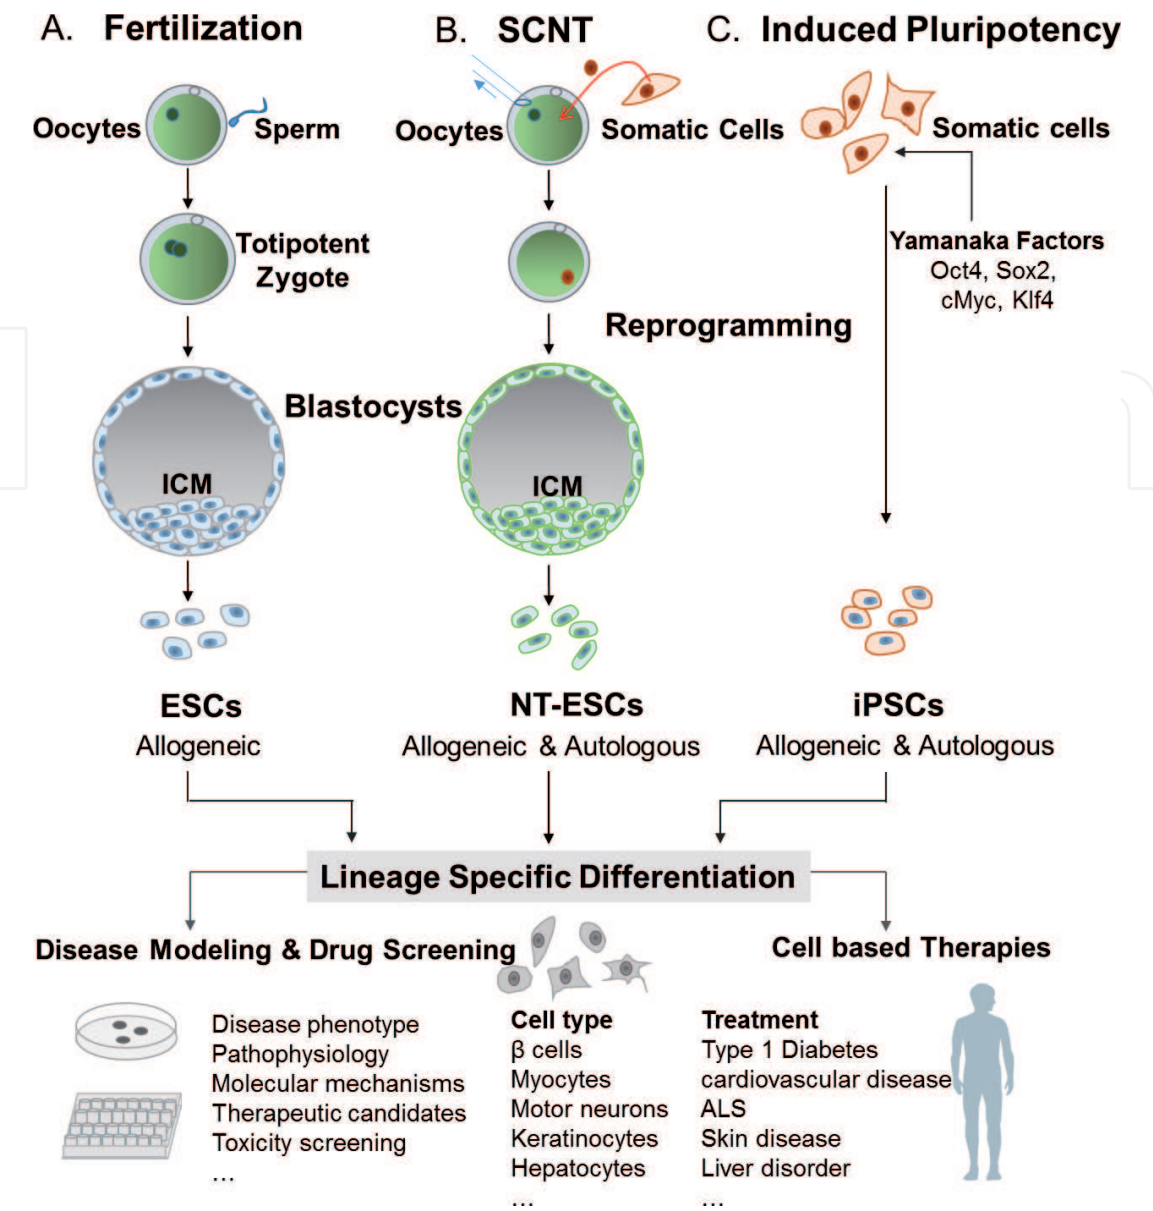 A. Fertilization
B. SCNT
C. Induced Pluripotency
Oocytes
Sperm
Oocytes
Somatic Cells
Somatic cells
Totipotent
Zygote
Yamanaka Factors
Oct4, Sox2,
cMyc, Klf4
Reprogramming
Blastocysts
ICM
ICM
ESCs
NT-ESCs
iPSCs
Allogeneic
Allogeneic & Autologous
Allogeneic & Autologous
Lineage Specific Differentiation
Disease Modeling & Drug Screening
Cell based Therapies
Disease phenotype
Pathophysiology
Molecular mechanisms
Therapeutic candidates
Toxicity screening
...
Cell type
β cells
Myocytes
Motor neurons
Keratinocytes
Hepatocytes
...
Treatment
Type 1 Diabetes
cardiovascular disease
ALS
Skin disease
Liver disorder
...